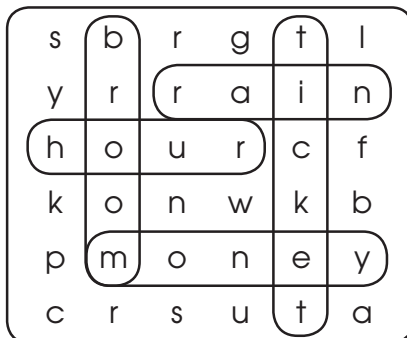 s b r g t l
y r r a i n
h o u r c f
k o n w k b
p m o n e y
c r s u t a